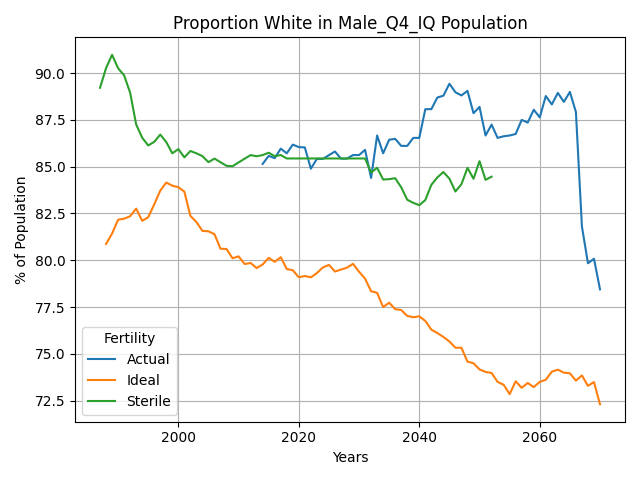 Proportion White in Male_Q4_IQ Population
% of Population
90.0
87.5
85.0
82.5
80.0
77.5
75.0
72.5
Fertility
Actual
Ideal
Sterile
2000
2020
2040
2060
Years